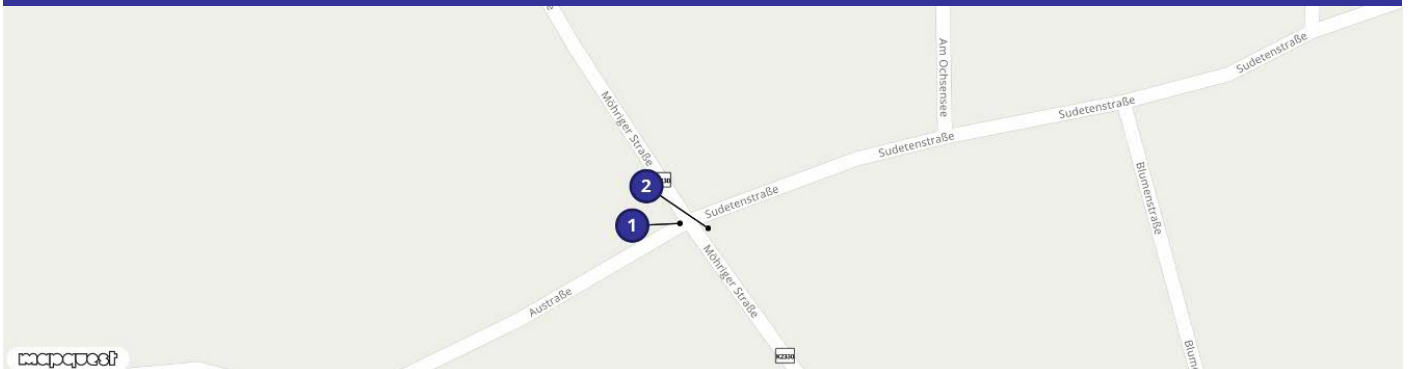 Möhriger Straße
Am Ochsensee
Sudetenstraße
Sudetenstraße
Sudetenstraße
2
1
Sudetenstraße
Blumenstraße
Möhriger Straße
Austraße
K2330
mapquest